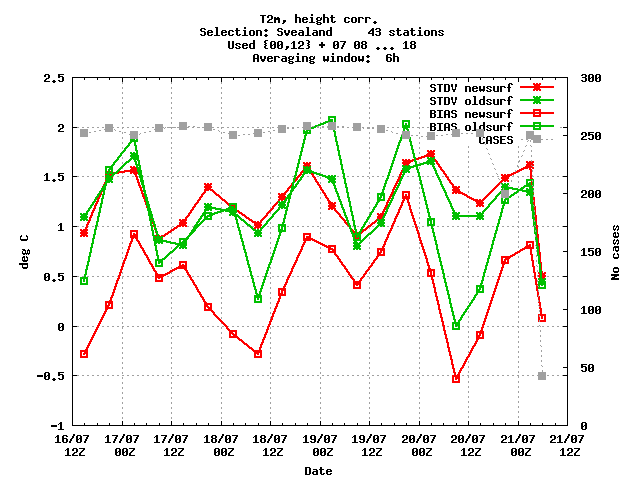 T2m, height corr.
Selection: Svealand 43 stations
Used {00,12} + 07 08 ... 18
Averaging window: 6h
2.5
2
1.5
1
0.5
0
-0.5
-1
deg C
300
250
200
150
100
50
0
No cases
STDV newsurf
STDV oldsurf
BIAS newsurf
BIAS oldsurf
CASES
16/07 17/07 17/07 18/07 18/07 19/07 19/07 20/07 20/07 21/07 21/07
12Z 00Z 12Z 00Z 12Z 00Z 12Z 00Z 12Z 00Z 12Z
Date